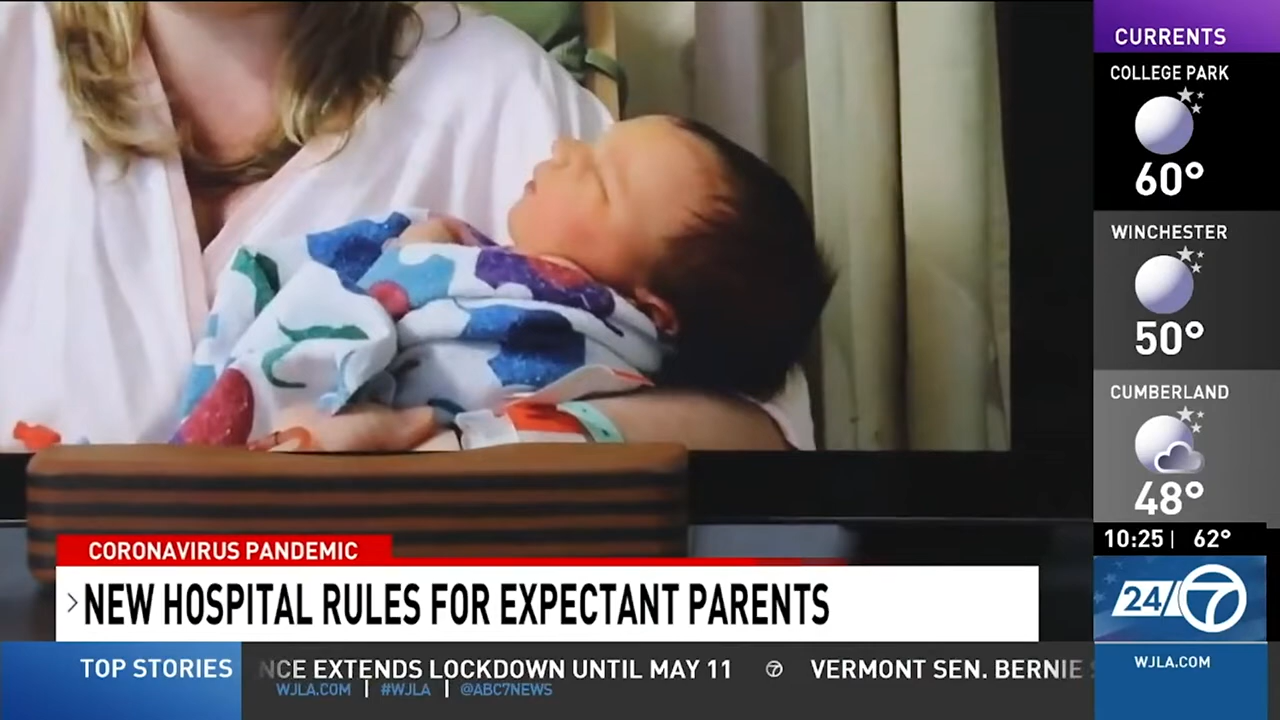 CURRENTS
COLLEGE PARK
60°
WINCHESTER
50°
CUMBERLAND
48°
10:25 | 62°
24/7
WJLA.COM
CORONAVIRUS PANDEMIC
NEW HOSPITAL RULES FOR EXPECTANT PARENTS
TOP STORIES
NCE EXTENDS LOCKDOWN UNTIL MAY 11 7 VERMONT SEN. BERNIE
WJLA.COM | #WJLA | @ABC7NEWS